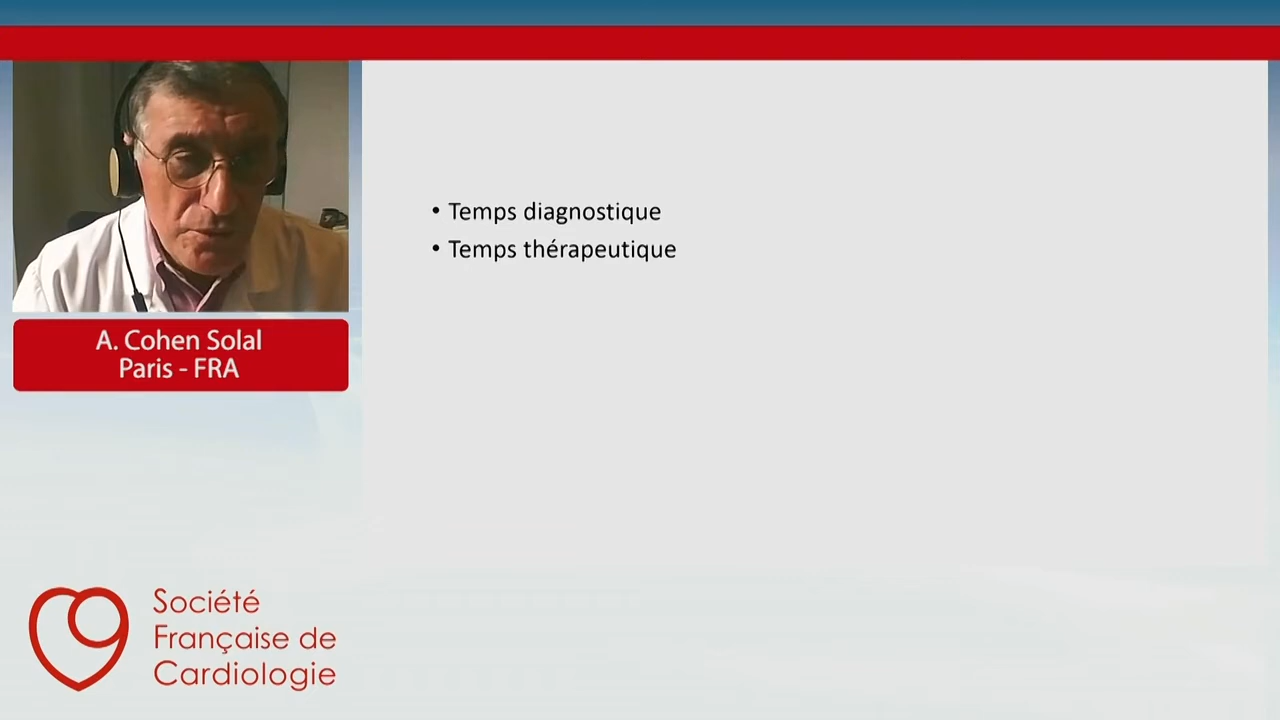 A. Cohen Solal
Paris - FRA
• Temps diagnostique
• Temps thérapeutique
Société
Française de
Cardiologie